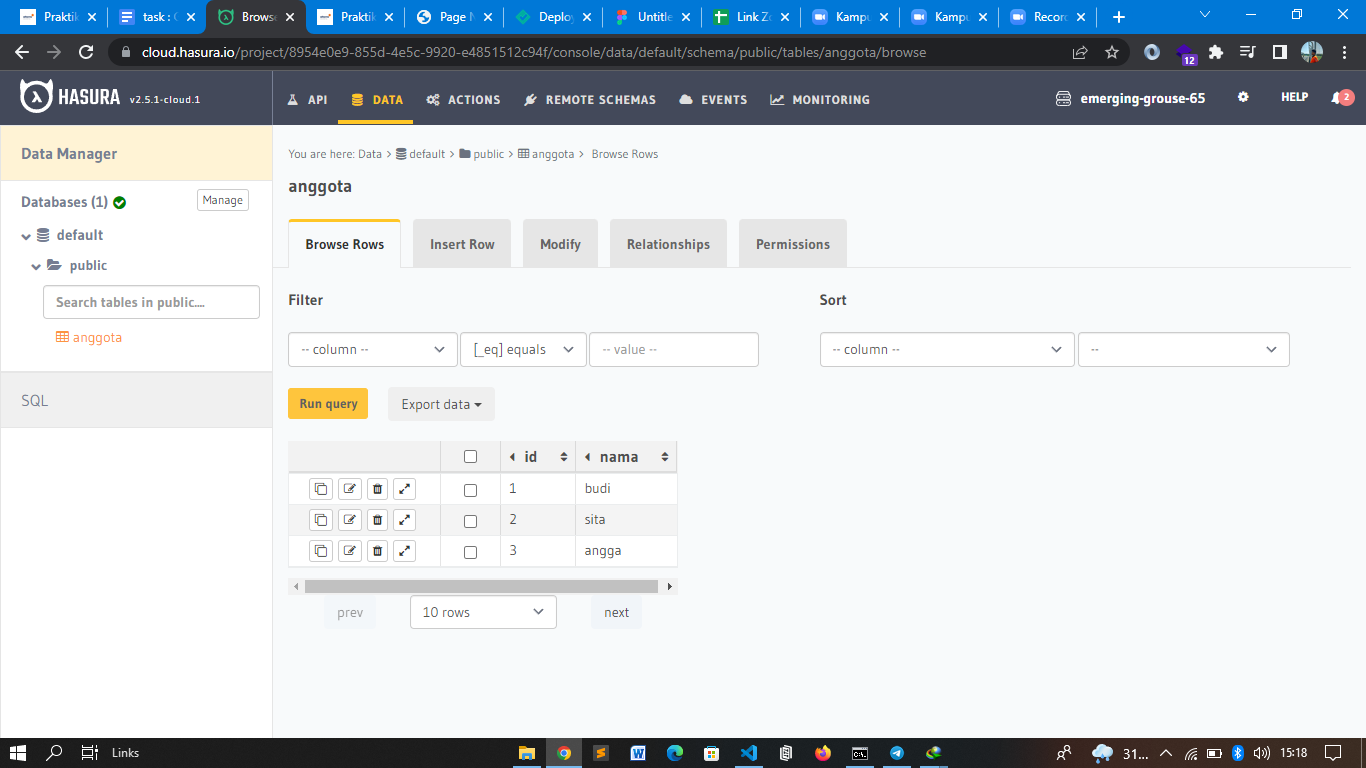 Praktik
task : G
Brows
Praktik
Page N
Deploy
Untitle
Link Zo
Kampu
Kampu
Record
cloud.hasura.io/project/8954e0e9-855d-4e5c-9920-e4851512c94f/console/data/default/schema/public/tables/anggota/browse
12
HASURA v2.5.1-cloud.1
API
DATA
ACTIONS
REMOTE SCHEMAS
EVENTS
MONITORING
emerging-grouse-65
HELP
2
Data Manager
Databases (1)
Manage
default
public
Search tables in public....
anggota
SQL
You are here: Data > default > public > anggota > Browse Rows
anggota
Browse Rows
Insert Row
Modify
Relationships
Permissions
Filter
Sort
-- column --
[_eq] equals
-- value --
-- column --
--
Run query
Export data
id nama
1 budi
2 sita
3 angga
prev
10 rows
next
Links
31...
15:18